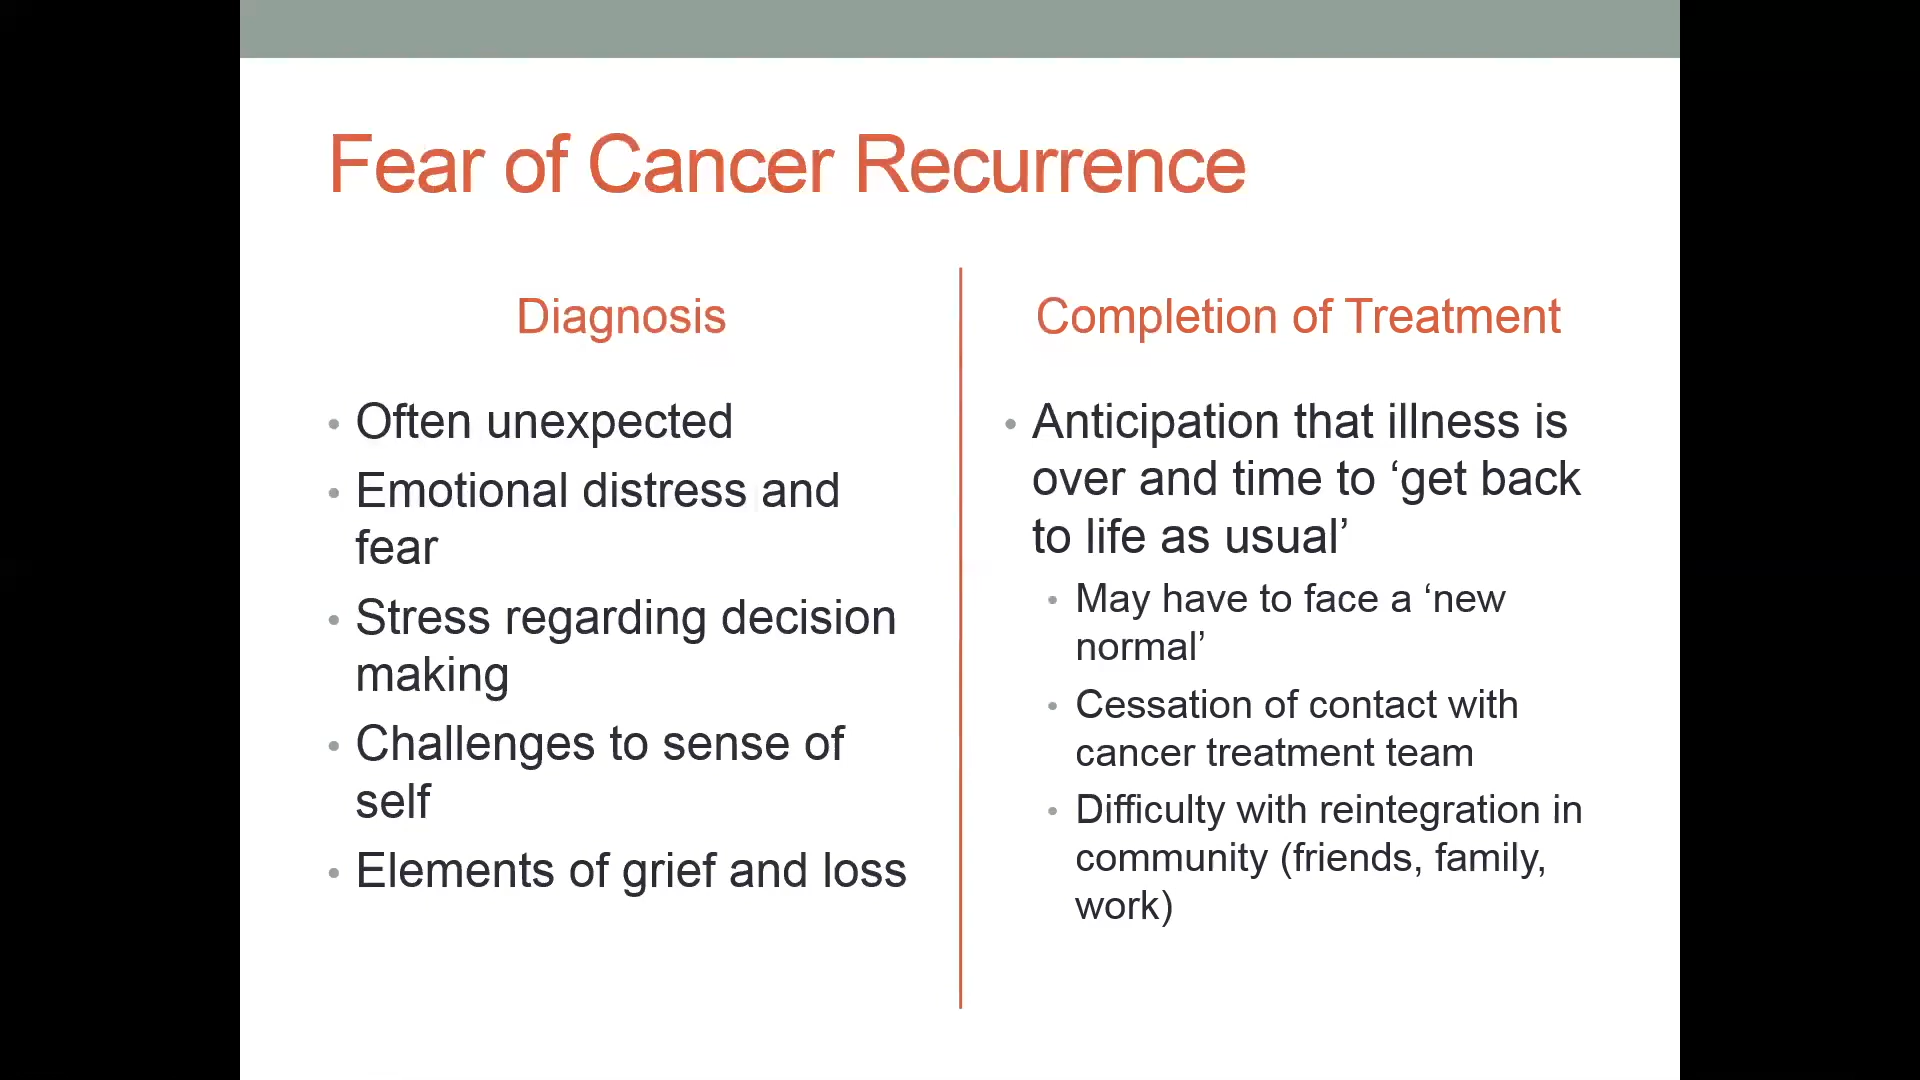 Fear of Cancer Recurrence
Diagnosis
• Often unexpected
• Emotional distress and
fear
• Stress regarding decision
making
• Challenges to sense of
self
• Elements of grief and loss
Completion of Treatment
• Anticipation that illness is
over and time to ‘get back
to life as usual’
• May have to face a ‘new
normal’
• Cessation of contact with
cancer treatment team
• Difficulty with reintegration in
community (friends, family,
work)